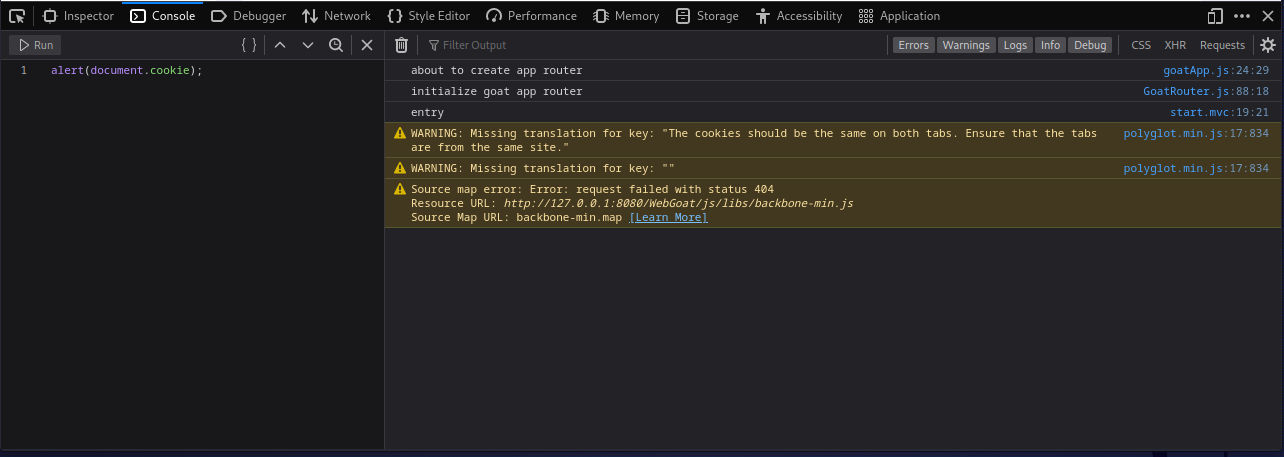 Inspector Console Debugger Network Style Editor Performance Memory Storage Accessibility Application
Run { } Filter Output Errors Warnings Logs Info Debug CSS XHR Requests
1 alert(document.cookie);
about to create app router goatApp.js:24:29
initialize goat app router GoatRouter.js:88:18
entry start.mvc:19:21
WARNING: Missing translation for key: "The cookies should be the same on both tabs. Ensure that the tabs polyglot.min.js:17:834
are from the same site."
WARNING: Missing translation for key: "" polyglot.min.js:17:834
Source map error: Error: request failed with status 404
Resource URL: http://127.0.0.1:8080/WebGoat/js/libs/backbone-min.js
Source Map URL: backbone-min.map [Learn More]